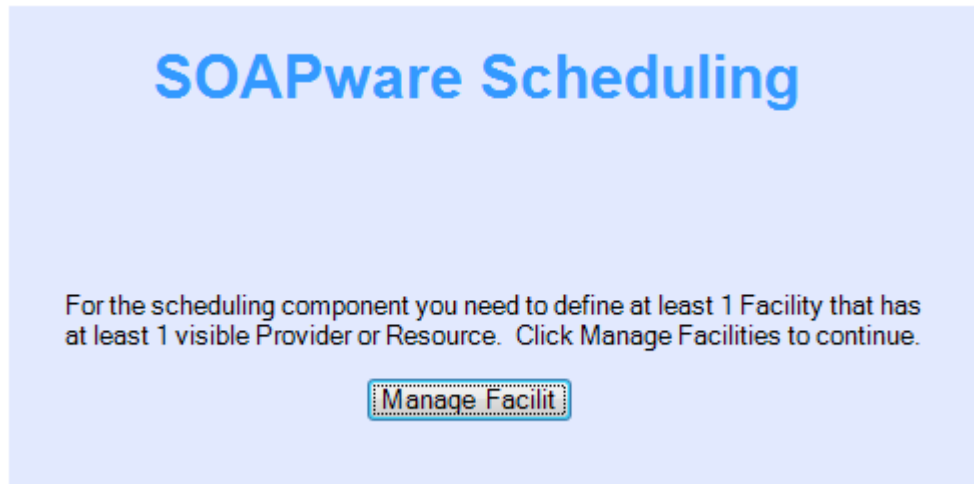 SOAPware Scheduling
For the scheduling component you need to define at least 1 Facility that has
at least 1 visible Provider or Resource.  Click Manage Facilities to continue.
Manage Facilit